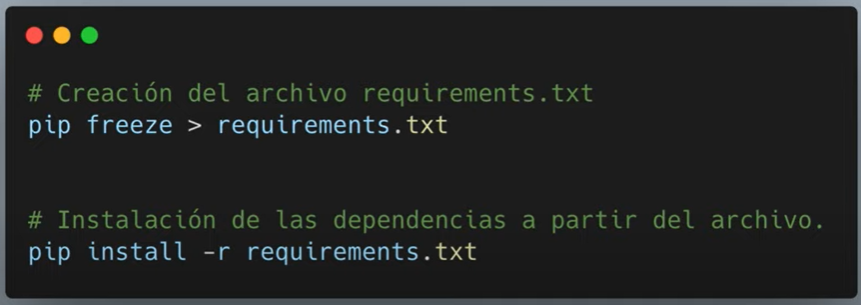 # Creación del archivo requirements.txt
pip freeze > requirements.txt
# Instalación de las dependencias a partir del archivo.
pip install -r requirements.txt